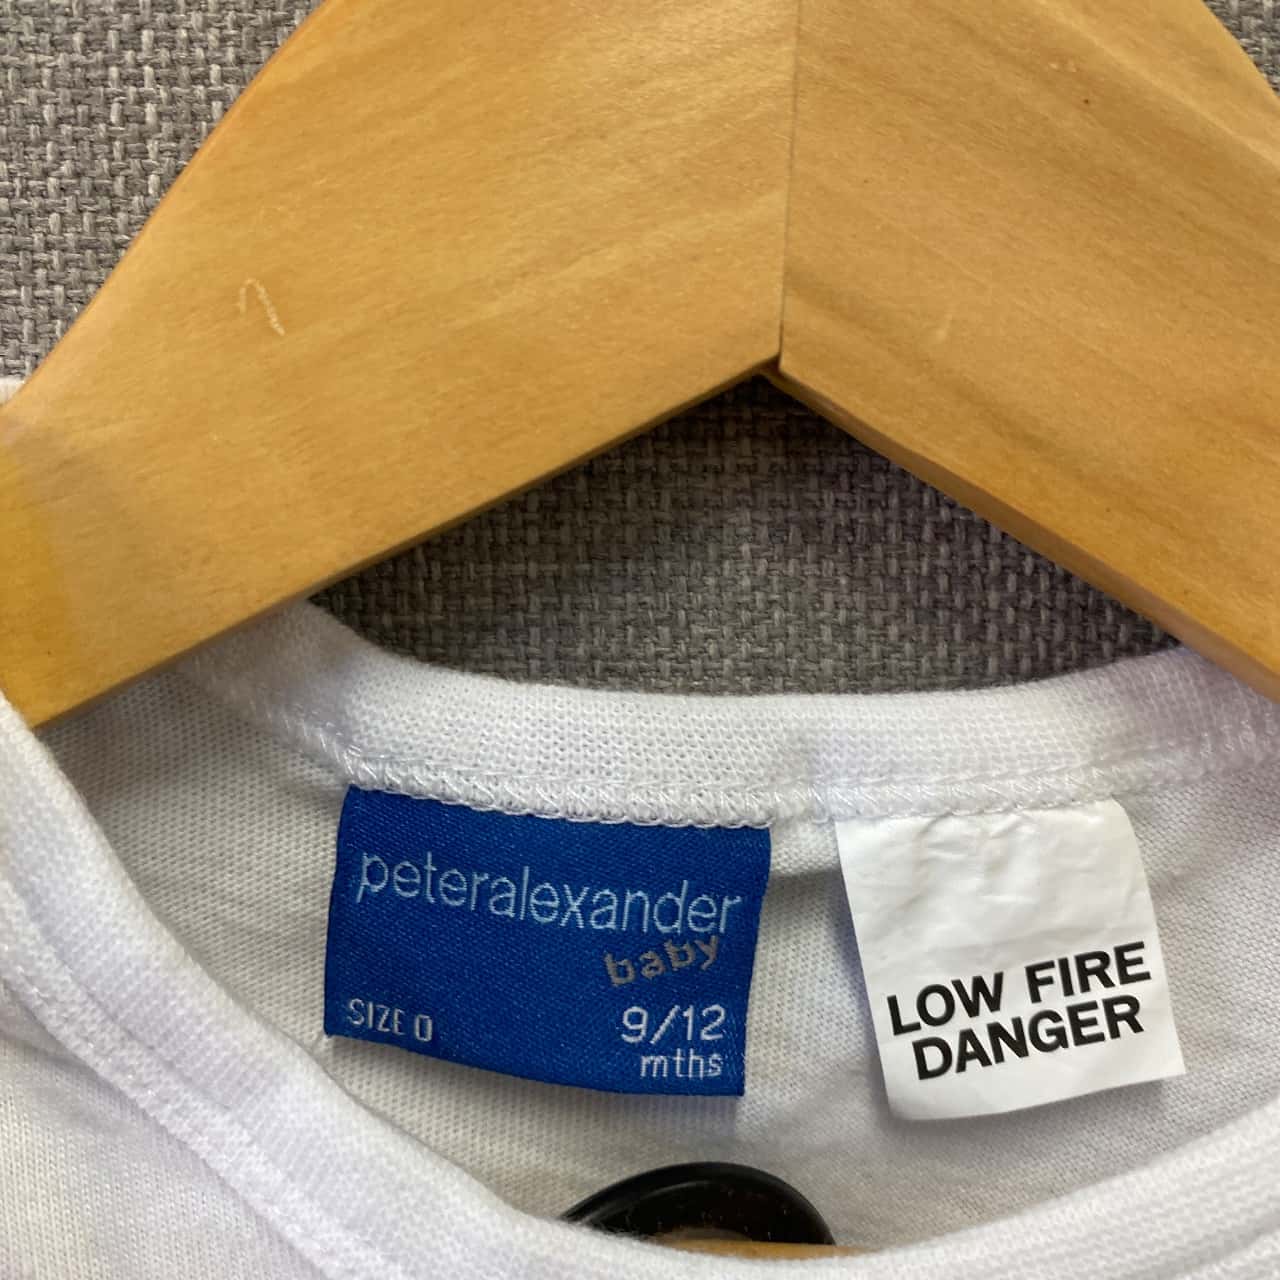 peteralexander
baby
SIZE 0
9/12
mths
LOW FIRE
DANGER